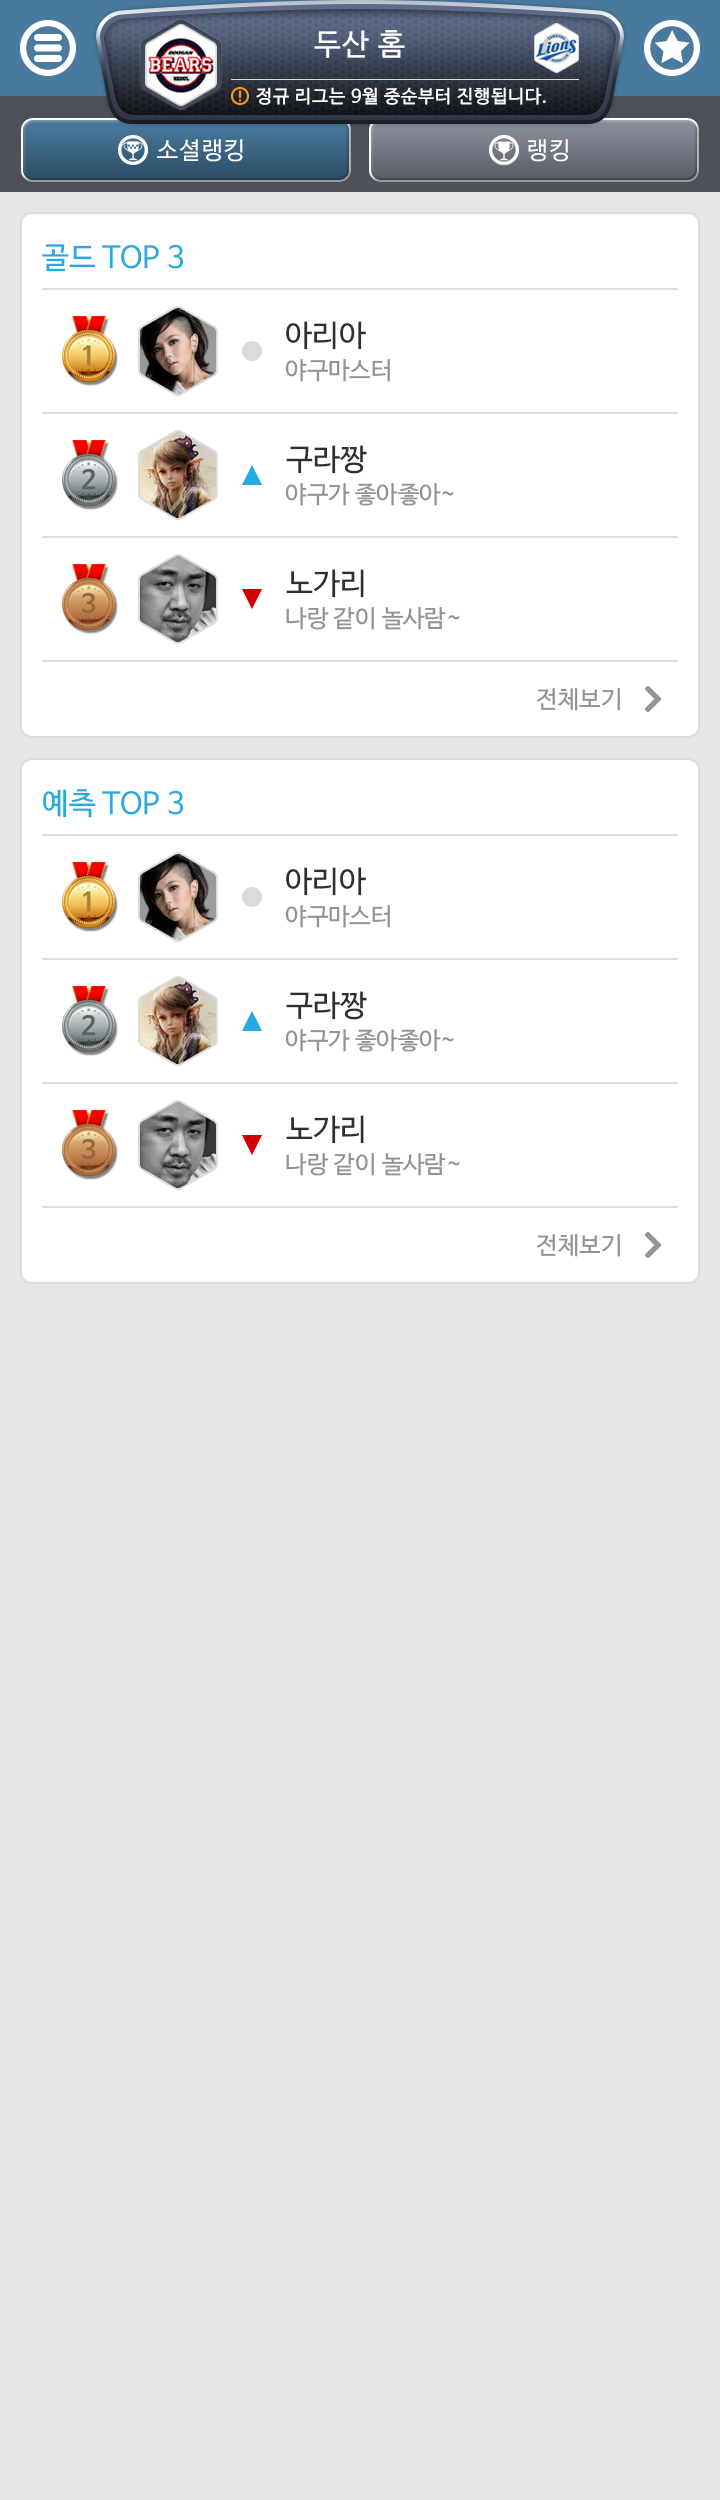 두산 홈
DOOSAN
BEARS
SEOUL
Lions
정규 리그는 9월 중순부터 진행됩니다.
소셜랭킹
랭킹
골드 TOP 3
1
아리아
야구마스터
2
구라짱
야구가 좋아좋아~
3
노가리
나랑 같이 놀사람~
전체보기
예측 TOP 3
1
아리아
야구마스터
2
구라짱
야구가 좋아좋아~
3
노가리
나랑 같이 놀사람~
전체보기